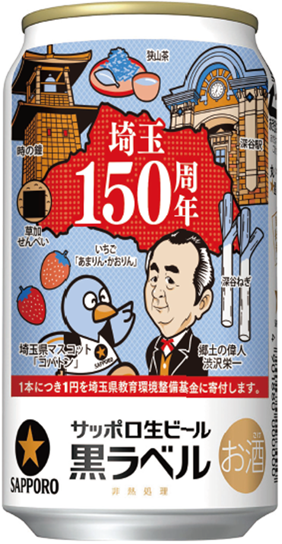 狭山茶
時の鐘
深谷駅
埼玉
150周年
草加
せんべい
いちご
「あまりん・かおりん」
深谷ねぎ
埼玉県マスコット
「コバトン」
郷土の偉人
渋沢栄一
1本につき1円を埼玉県教育環境整備基金に寄付します。
サッポロ生ビール
黒ラベル
非熱処理
SAPPORO
お酒